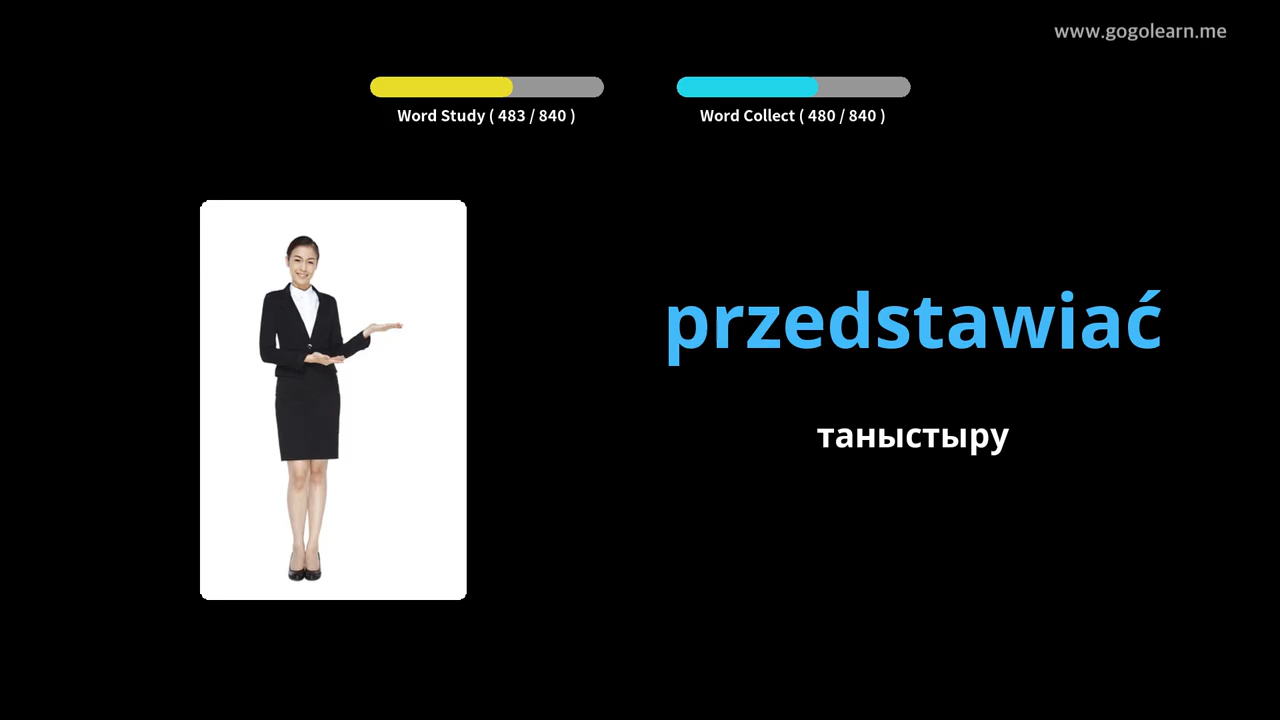 www.gogolearn.me
Word Study ( 483 / 840 )
Word Collect ( 480 / 840 )
przedstawiać
таныстыру